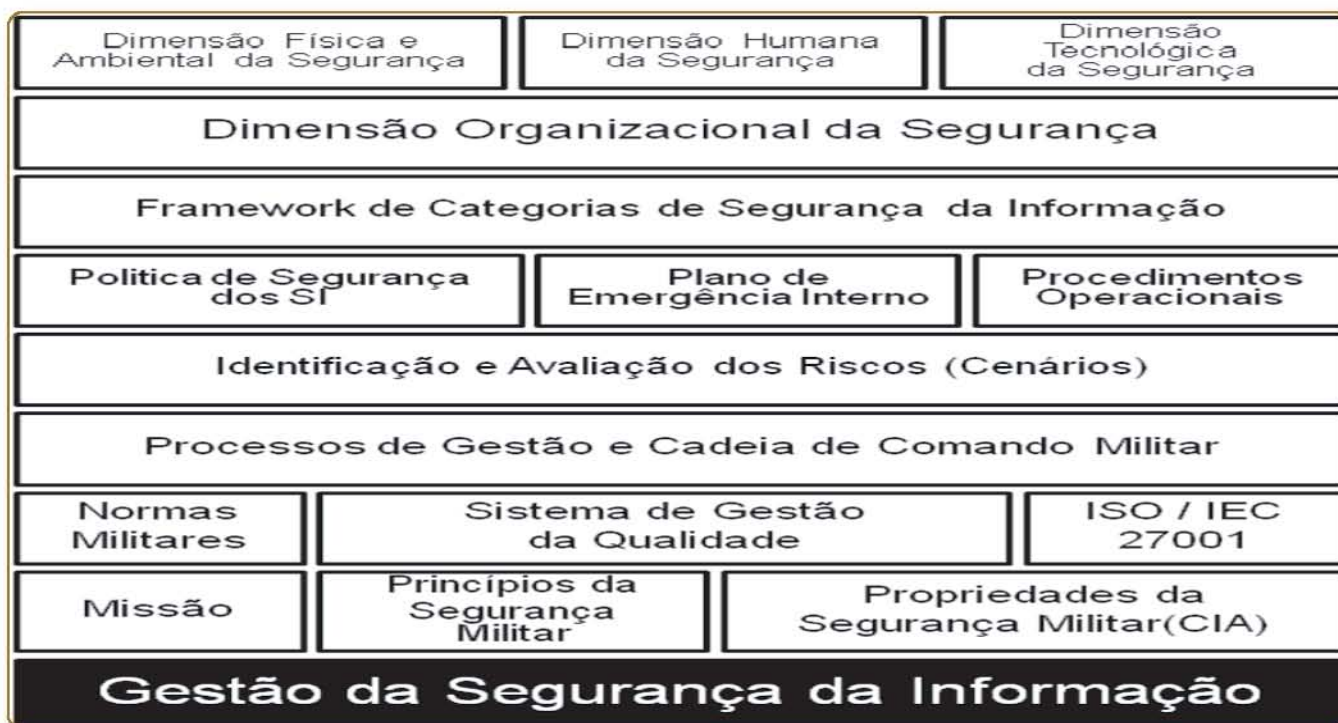 Dimensão Física e
Ambiental da Segurança
Dimensão Humana
da Segurança
Dimensão
Tecnológica
da Segurança
Dimensão Organizacional da Segurança
Framework de Categorias de Segurança da Informação
Politica de Segurança
dos SI
Plano de
Emergência Interno
Procedimentos
Operacionais
Identificação e Avaliação dos Riscos (Cenários)
Processos de Gestão e Cadeia de Comando Militar
Normas
Militares
Sistema de Gestão
da Qualidade
ISO / IEC
27001
Missão
Princípios da
Segurança
Militar
Propriedades da
Segurança Militar(CIA)
Gestão da Segurança da Informação